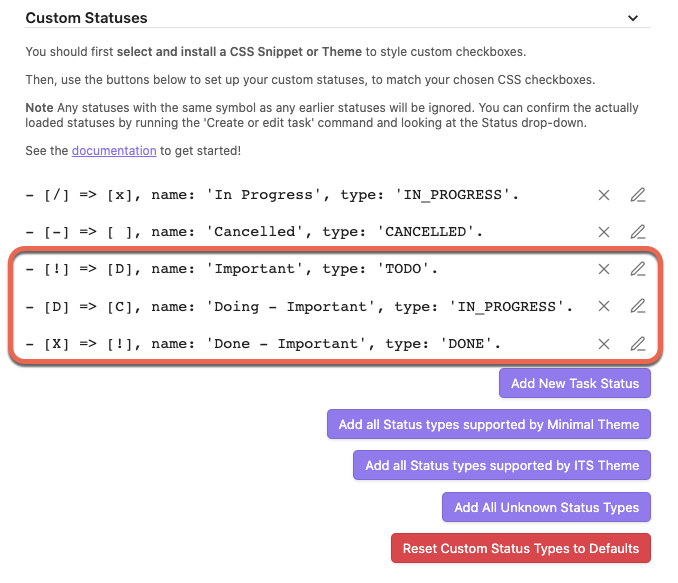 Custom Statuses
You should first select and install a CSS Snippet or Theme to style custom checkboxes.
Then, use the buttons below to set up your custom statuses, to match your chosen CSS checkboxes.
Note Any statuses with the same symbol as any earlier statuses will be ignored. You can confirm the actually
loaded statuses by running the 'Create or edit task' command and looking at the Status drop-down.
See the documentation to get started!
- [/] => [x], name: 'In Progress', type: 'IN_PROGRESS'.
- [-] => [ ], name: 'Cancelled', type: 'CANCELLED'.
- [!] => [D], name: 'Important', type: 'TODO'.
- [D] => [C], name: 'Doing - Important', type: 'IN_PROGRESS'.
- [X] => [!], name: 'Done - Important', type: 'DONE'.
Add New Task Status
Add all Status types supported by Minimal Theme
Add all Status types supported by ITS Theme
Add All Unknown Status Types
Reset Custom Status Types to Defaults